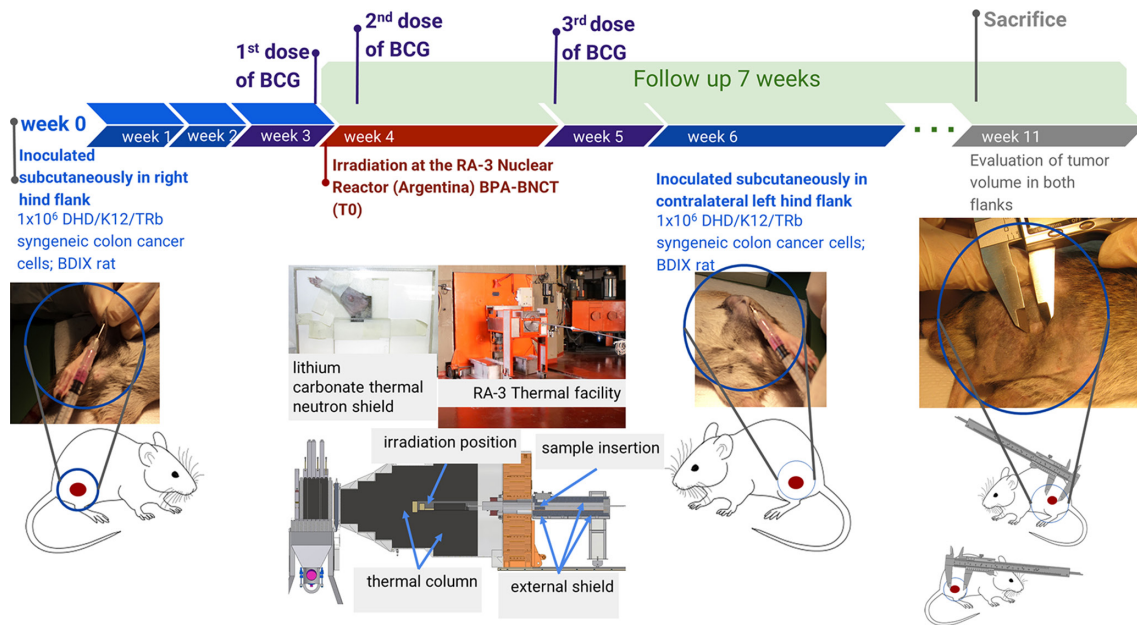 1st dose
of BCG
2nd dose
of BCG
3rd dose
of BCG
Sacrifice
Follow up 7 weeks
week 0
week 1
week 2
week 3
week 4
week 5
week 6
...
week 11
Inoculated
subcutaneously in right
hind flank
1x10⁶ DHD/K12/TRb
syngeneic colon cancer
cells; BDIX rat
Irradiation at the RA-3 Nuclear
Reactor (Argentina) BPA-BNCT
(T0)
Inoculated subcutaneously in
contralateral left hind flank
1x10⁶ DHD/K12/TRb
syngeneic colon cancer cells;
BDIX rat
Evaluation of tumor
volume in both
flanks
lithium
carbonate thermal
neutron shield
RA-3 Thermal facility
irradiation position
sample insertion
thermal column
external shield